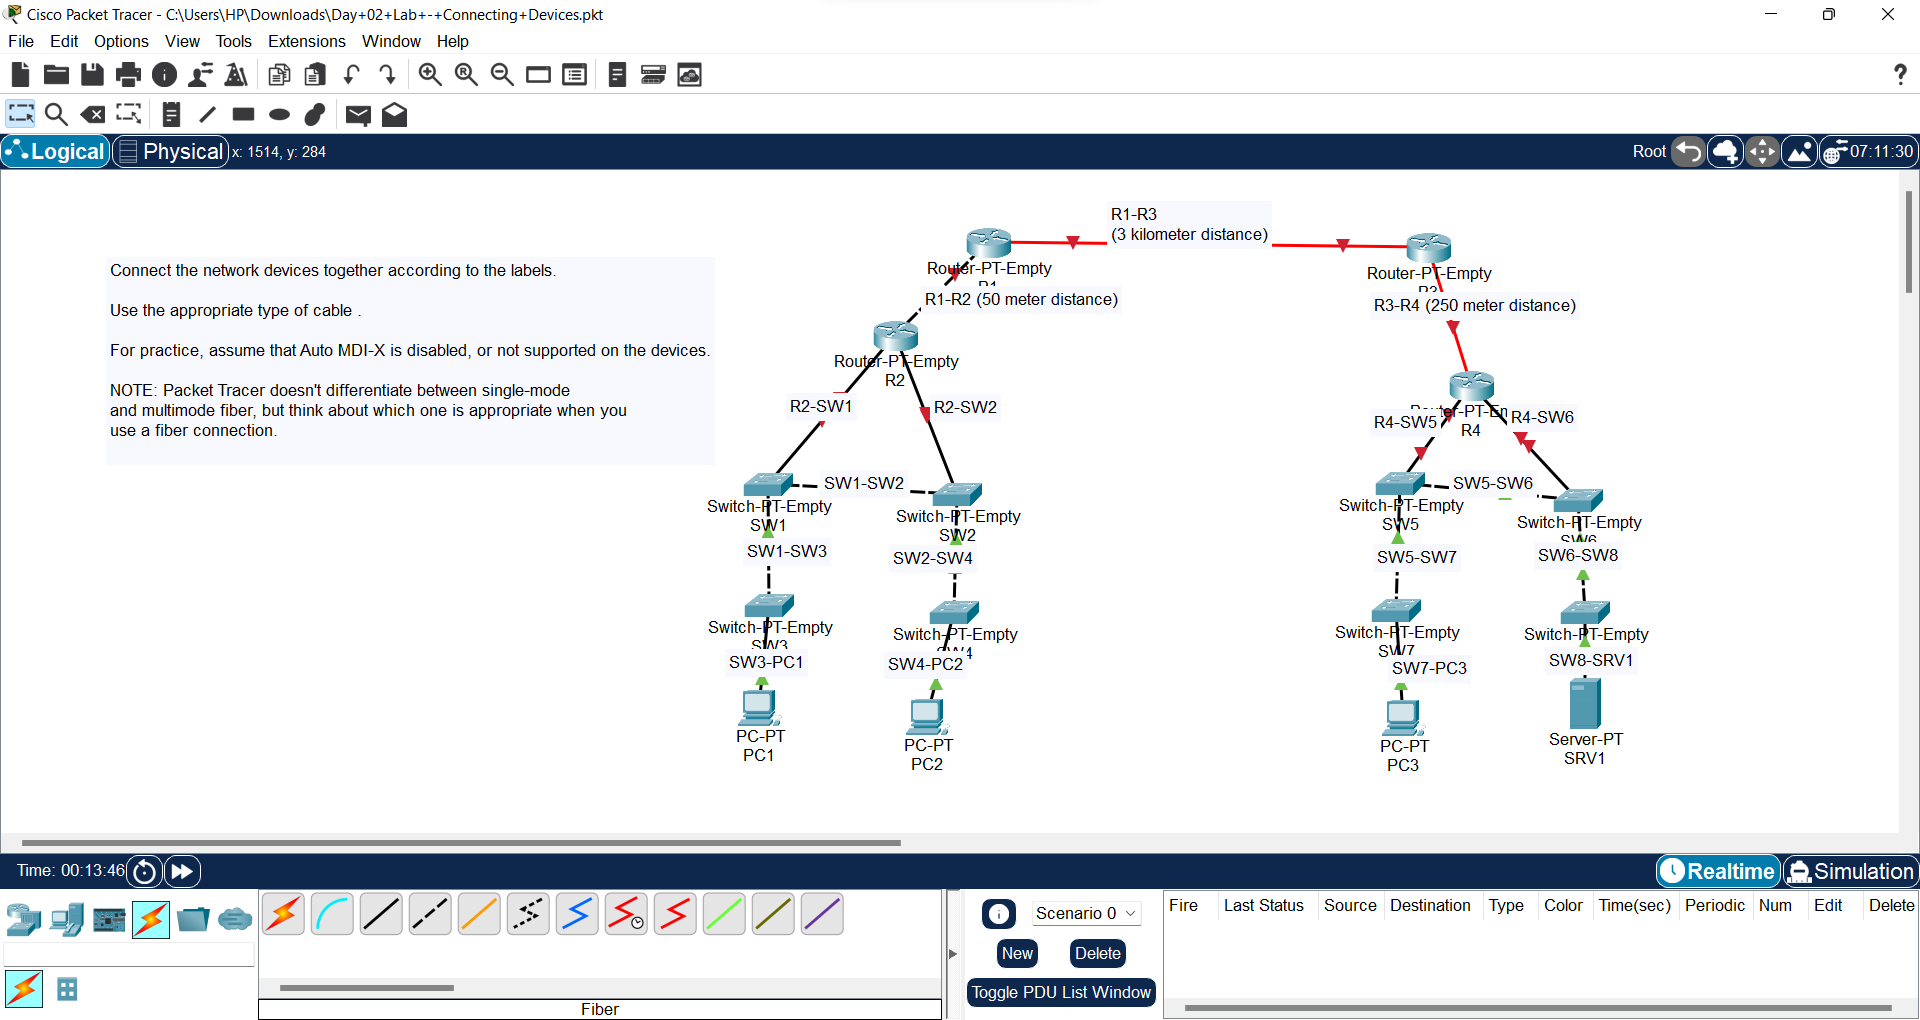 Cisco Packet Tracer - C:\Users\HP\Downloads\Day+02+Lab+-+Connecting+Devices.pkt
File Edit Options View Tools Extensions Window Help
?
Logical Physical x: 1514, y: 284
Root 07:11:30
Connect the network devices together according to the labels.
Use the appropriate type of cable .
For practice, assume that Auto MDI-X is disabled, or not supported on the devices.
NOTE: Packet Tracer doesn't differentiate between single-mode
and multimode fiber, but think about which one is appropriate when you
use a fiber connection.
R1-R3
(3 kilometer distance)
Router-PT-Empty
R1
R1-R2 (50 meter distance)
Router-PT-Empty
R3
R3-R4 (250 meter distance)
Router-PT-Empty
R2
R2-SW1
R2-SW2
Router-PT-Em
R4
R4-SW5
R4-SW6
SW1-SW2
Switch-PT-Empty
SW1
Switch-PT-Empty
SW2
SW5-SW6
Switch-PT-Empty
SW5
Switch-PT-Empty
SW6
SW1-SW3
SW2-SW4
SW5-SW7
SW6-SW8
Switch-PT-Empty
SW3
Switch-PT-Empty
SW4
Switch-PT-Empty
SW7
Switch-PT-Empty
SW3-PC1
SW4-PC2
SW7-PC3
SW8-SRV1
PC-PT
PC1
PC-PT
PC2
PC-PT
PC3
Server-PT
SRV1
Time: 00:13:46
Realtime Simulation
Scenario 0
New Delete
Toggle PDU List Window
Fire Last Status Source Destination Type Color Time(sec) Periodic Num Edit Delete
Fiber